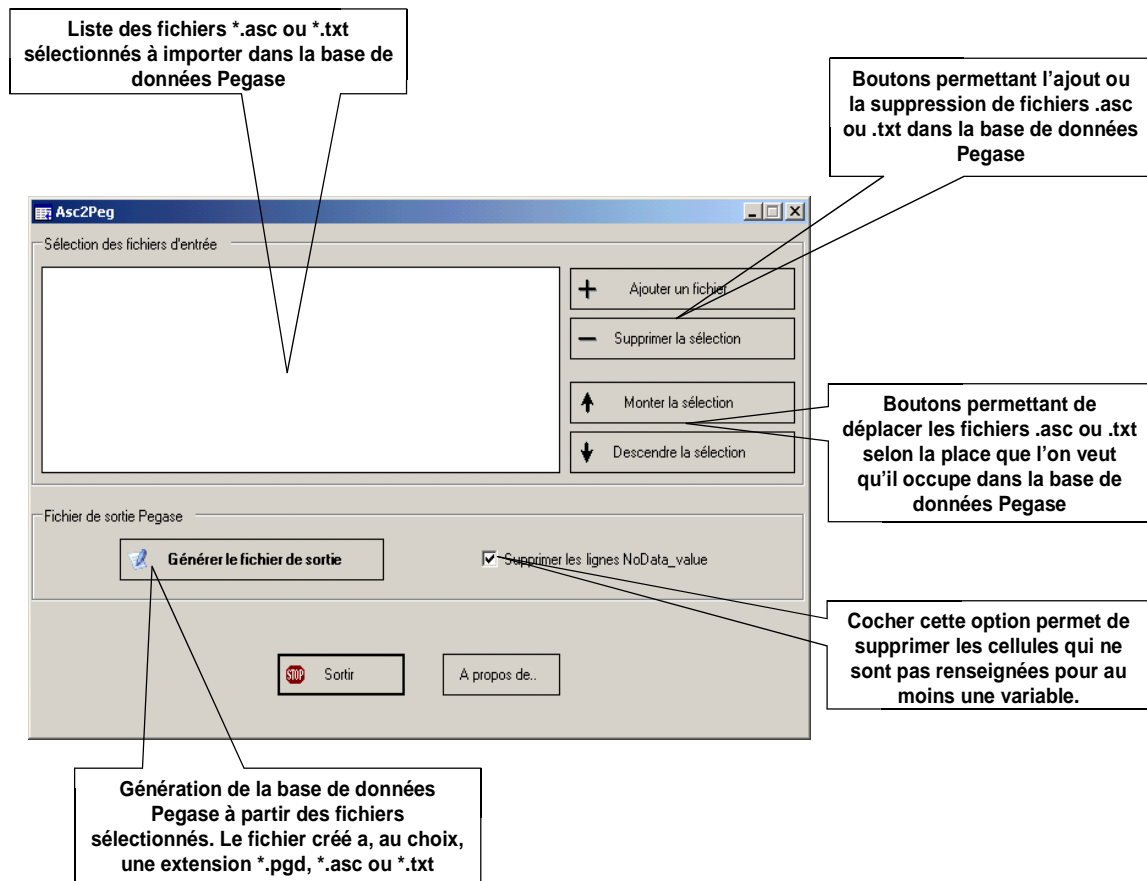 Liste des fichiers *.asc ou *.txt
sélectionnés à importer dans la base de
données Pegase
Boutons permettant l'ajout ou
la suppression de fichiers .asc
ou .txt dans la base de données
Pegase
Asc2Peg
Sélection des fichiers d'entrée
Ajouter un fichier
Supprimer la sélection
Monter la sélection
Descendre la sélection
Boutons permettant de
déplacer les fichiers .asc ou .txt
selon la place que l'on veut
qu'il occupe dans la base de
données Pegase
Fichier de sortie Pegase
Générer le fichier de sortie
Supprimer les lignes NoData_value
Cocher cette option permet de
supprimer les cellules qui ne
sont pas renseignées pour au
moins une variable.
STOP
Sortir
A propos de..
Génération de la base de données
Pegase à partir des fichiers
sélectionnés. Le fichier créé a, au choix,
une extension *.pgd, *.asc ou *.txt